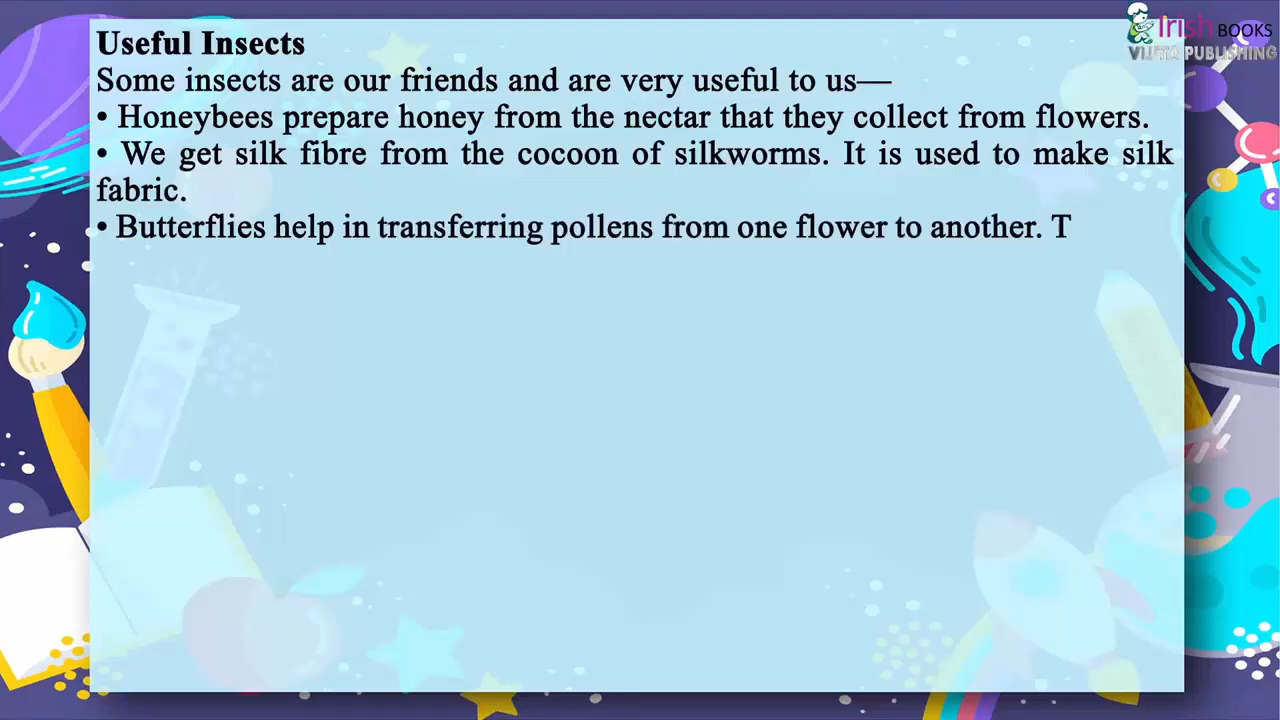 Irish BOOKS
VIJETA PUBLISHING
Useful Insects
Some insects are our friends and are very useful to us—
• Honeybees prepare honey from the nectar that they collect from flowers.
• We get silk fibre from the cocoon of silkworms. It is used to make silk
fabric.
• Butterflies help in transferring pollens from one flower to another. T